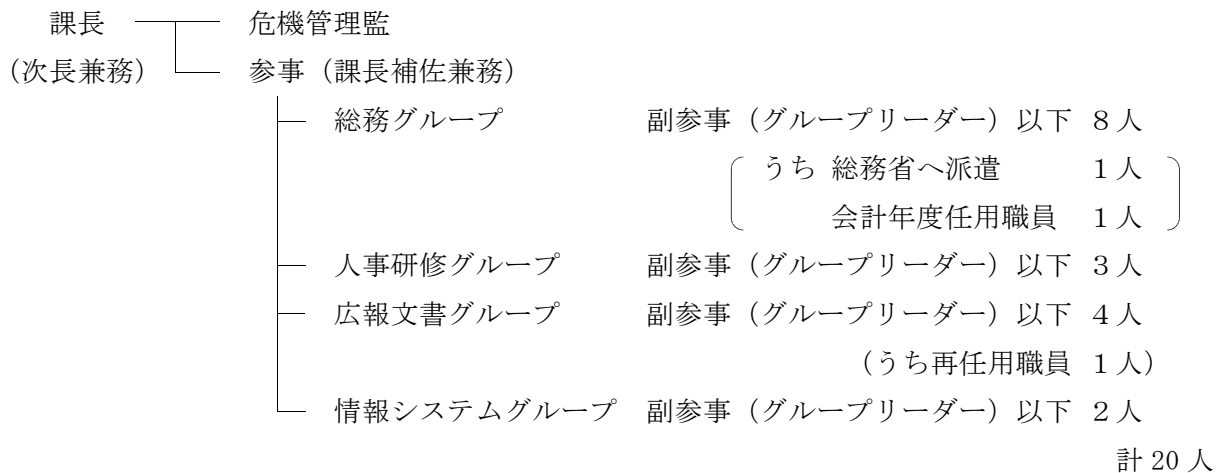 課長 危機管理監
（次長兼務） 参事（課長補佐兼務）
総務グループ 副参事（グループリーダー）以下 ８人
うち 総務省へ派遣 １人
会計年度任用職員 １人
人事研修グループ 副参事（グループリーダー）以下 ３人
広報文書グループ 副参事（グループリーダー）以下 ４人
（うち再任用職員 １人）
情報システムグループ 副参事（グループリーダー）以下 ２人
計 20 人